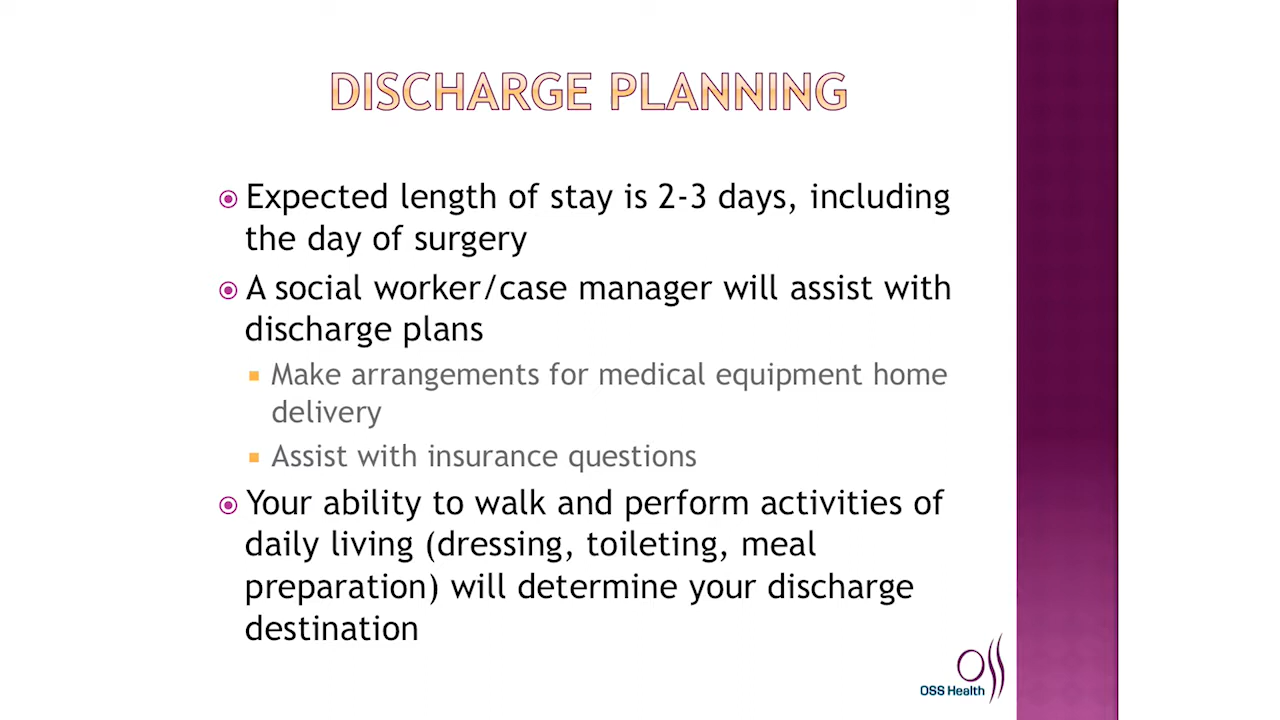 DISCHARGE PLANNING
Expected length of stay is 2-3 days, including
the day of surgery
A social worker/case manager will assist with
discharge plans
Make arrangements for medical equipment home
delivery
Assist with insurance questions
Your ability to walk and perform activities of
daily living (dressing, toileting, meal
preparation) will determine your discharge
destination
OSS Health